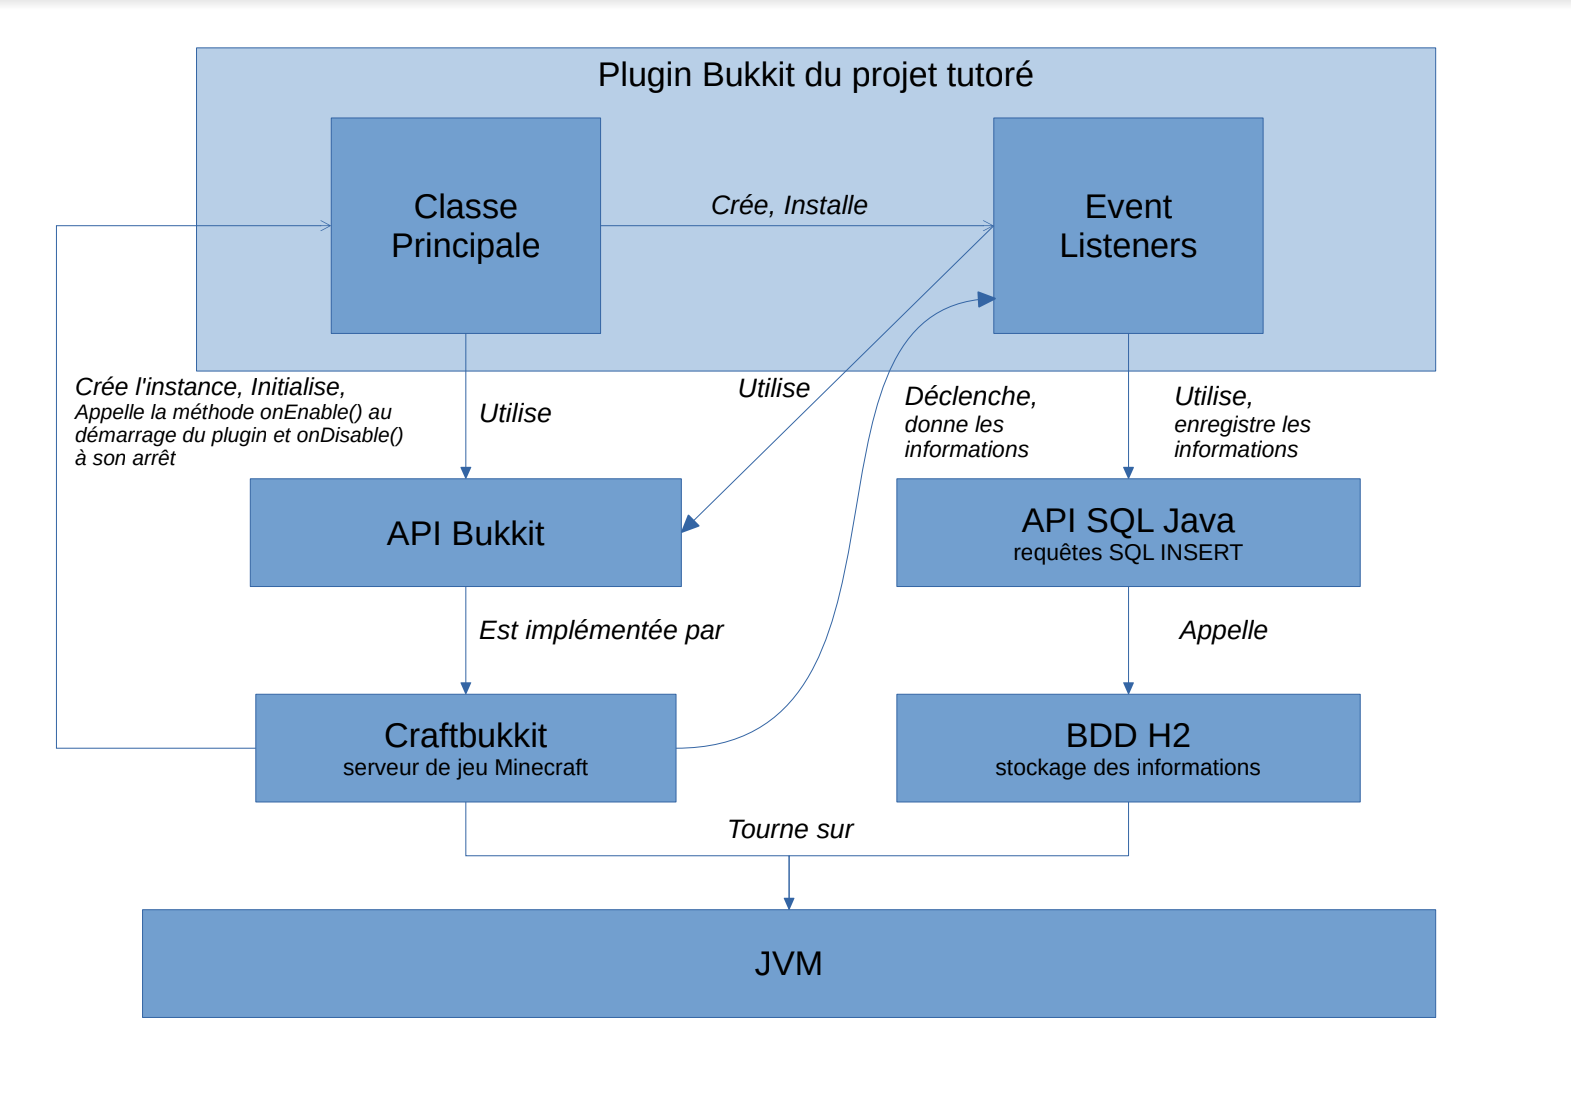 Plugin Bukkit du projet tutoré
Classe
Principale
Crée, Installe
Event
Listeners
Crée l'instance, Initialise,
Appelle la méthode onEnable() au
démarrage du plugin et onDisable()
à son arrêt
Utilise
Utilise
Déclenche,
donne les
informations
Utilise,
enregistre les
informations
API Bukkit
API SQL Java
requêtes SQL INSERT
Est implémentée par
Appelle
Craftbukkit
serveur de jeu Minecraft
BDD H2
stockage des informations
Tourne sur
JVM